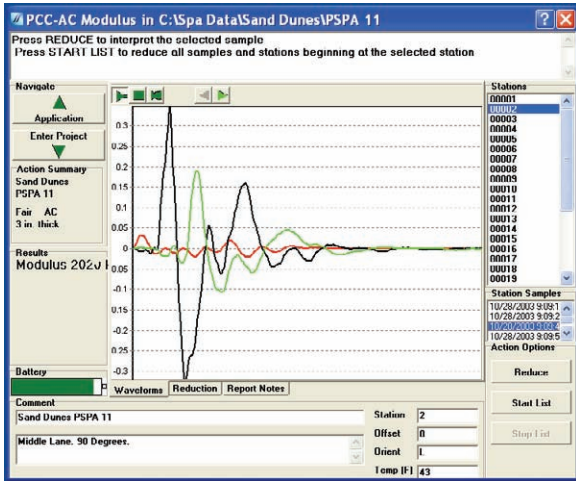 PCC-AC Modulus in C:\Spa Data\Sand Dunes\PSPA 11
Press REDUCE to interpret the selected sample
Press START LIST to reduce all samples and stations beginning at the selected station
Navigate
Application
Enter Project
Action Summary
Sand Dunes
PSPA 11
Fair AC
3 in. thick
Results
Modulus
Battery
0.3
0.25
0.2
0.15
0.1
0.05
0
0.05
-0.1
0.15
-0.2
0.25
-0.3
Waveforms
Reduction
Report Notes
Stations
00001
00002
00003
00004
00005
00006
00007
00008
00009
00010
00011
00012
00013
00014
00015
00016
00017
00018
00019
Station Samples
10/28/2003 9:09:1
10/28/2003 9:09:2
10/28/2003 9:09:5
Action Options
Reduce
Start List
Stop List
Comment
Sand Dunes PSPA 11
Middle Lane. 90 Degrees.
Station 2
Offset 0
Orient L
Temp (F) 43